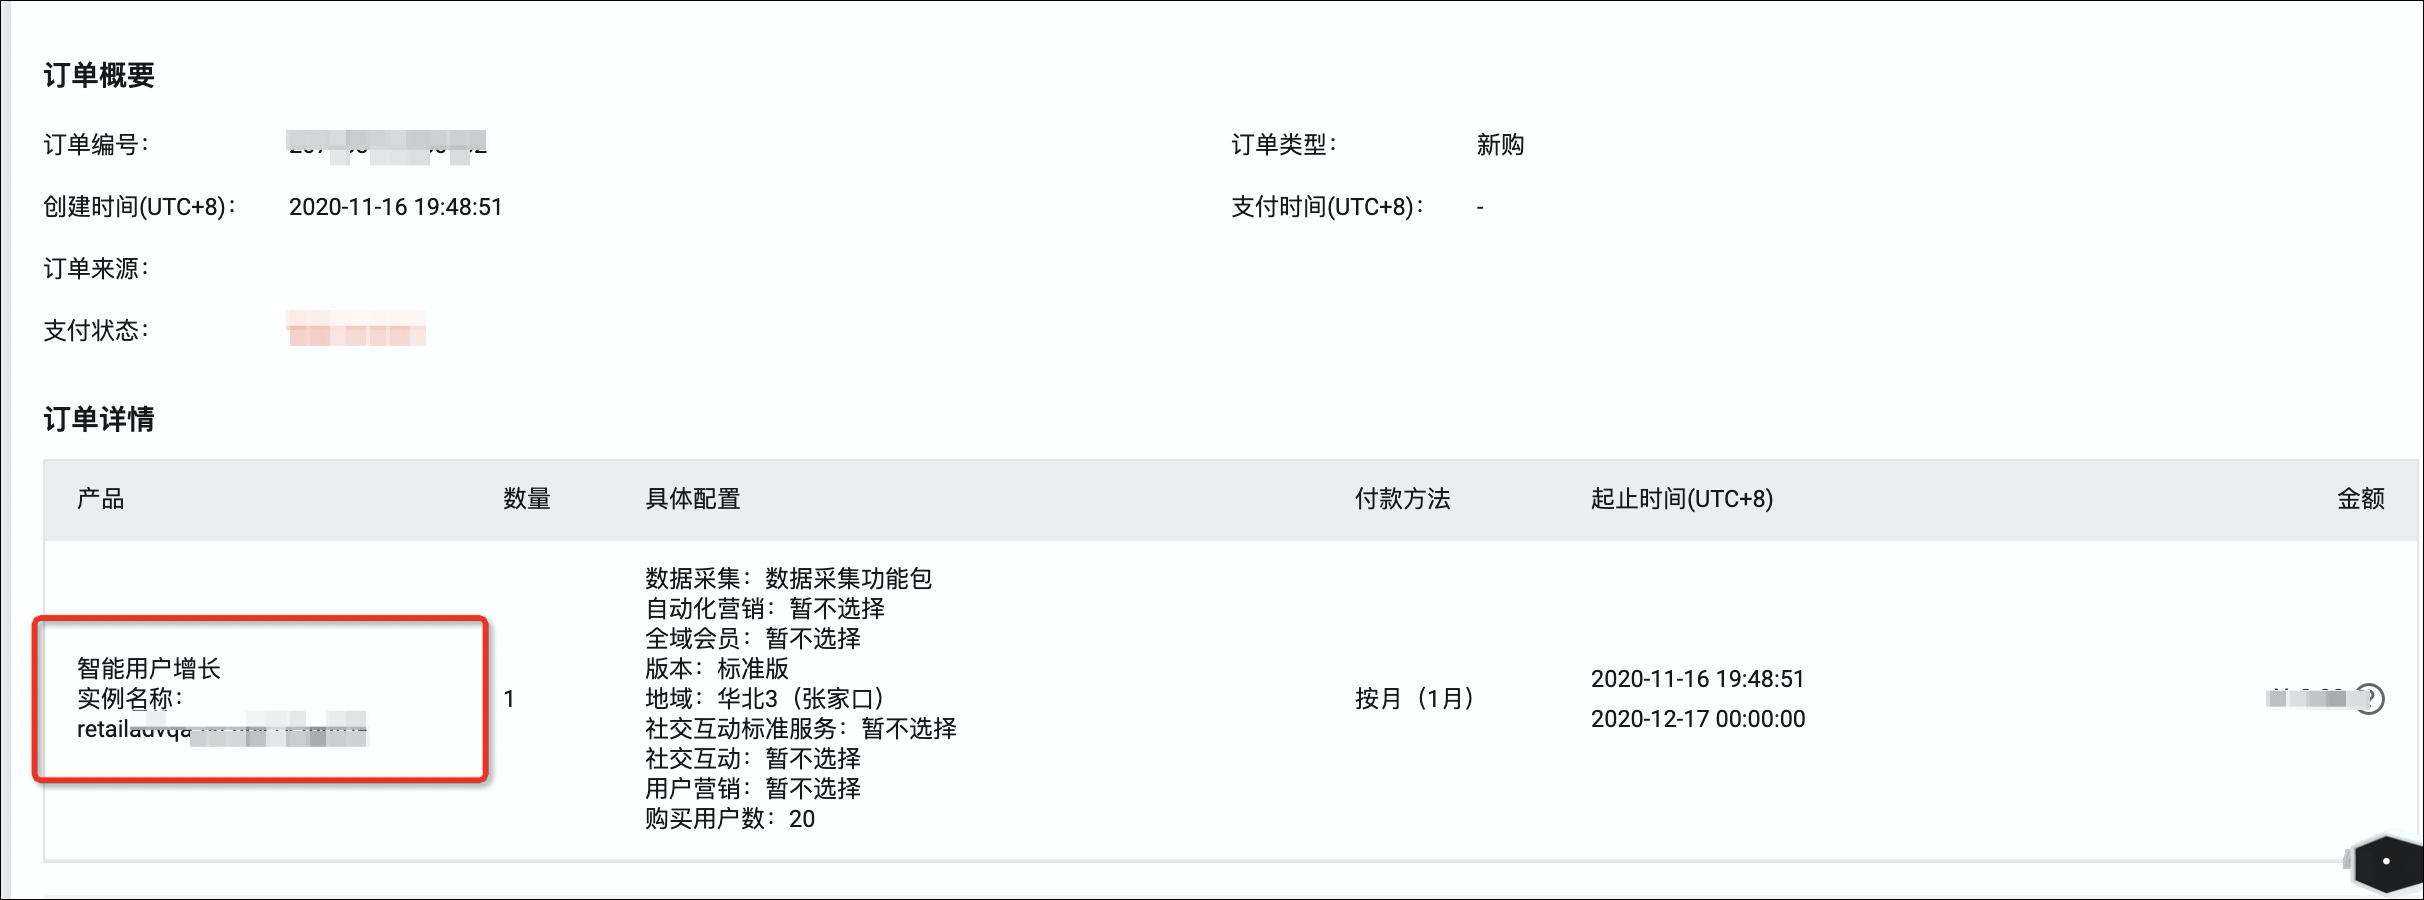 订单概要
订单编号：
订单类型：
新购
创建时间(UTC+8)：
2020-11-16 19:48:51
支付时间(UTC+8)：
-
订单来源：
支付状态：
订单详情
产品
数量
具体配置
付款方法
起止时间(UTC+8)
金额
智能用户增长
实例名称：
1
数据采集：数据采集功能包
自动化营销：暂不选择
全域会员：暂不选择
版本：标准版
地域：华北3（张家口）
社交互动标准服务：暂不选择
社交互动：暂不选择
用户营销：暂不选择
购买用户数：20
按月（1月）
2020-11-16 19:48:51
2020-12-17 00:00:00